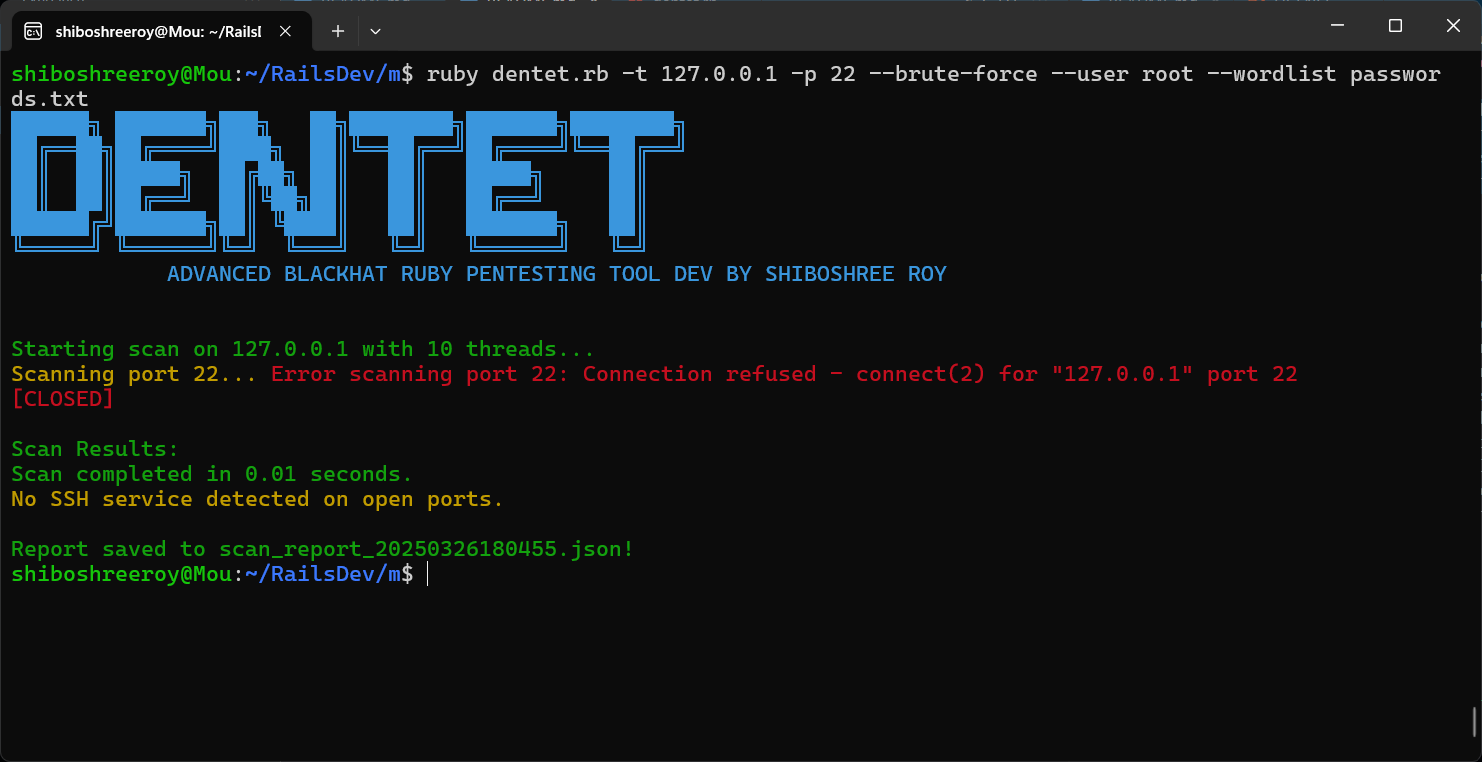 shiboshreeroy@Mou: ~/Rails
shiboshreeroy@Mou:~/RailsDev/m$ ruby dentet.rb -t 127.0.0.1 -p 22 --brute-force --user root --wordlist passwor
ds.txt
DENTET
ADVANCED BLACKHAT RUBY PENTESTING TOOL DEV BY SHIBOSHREE ROY
Starting scan on 127.0.0.1 with 10 threads...
Scanning port 22... Error scanning port 22: Connection refused - connect(2) for "127.0.0.1" port 22
[CLOSED]
Scan Results:
Scan completed in 0.01 seconds.
No SSH service detected on open ports.
Report saved to scan_report_20250326180455.json!
shiboshreeroy@Mou:~/RailsDev/m$